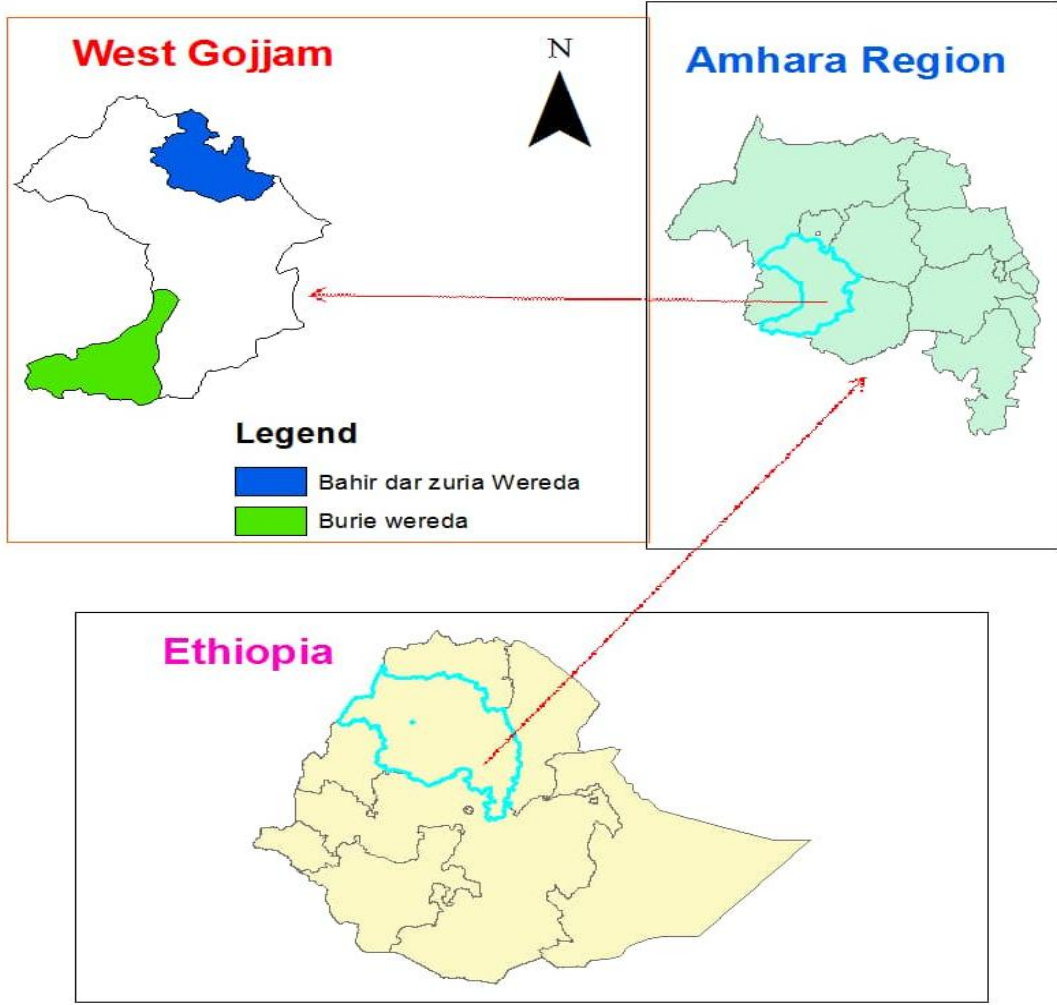 West Gojjam
N
Amhara Region
Legend
Bahir dar zuria Wereda
Burie wereda
Ethiopia